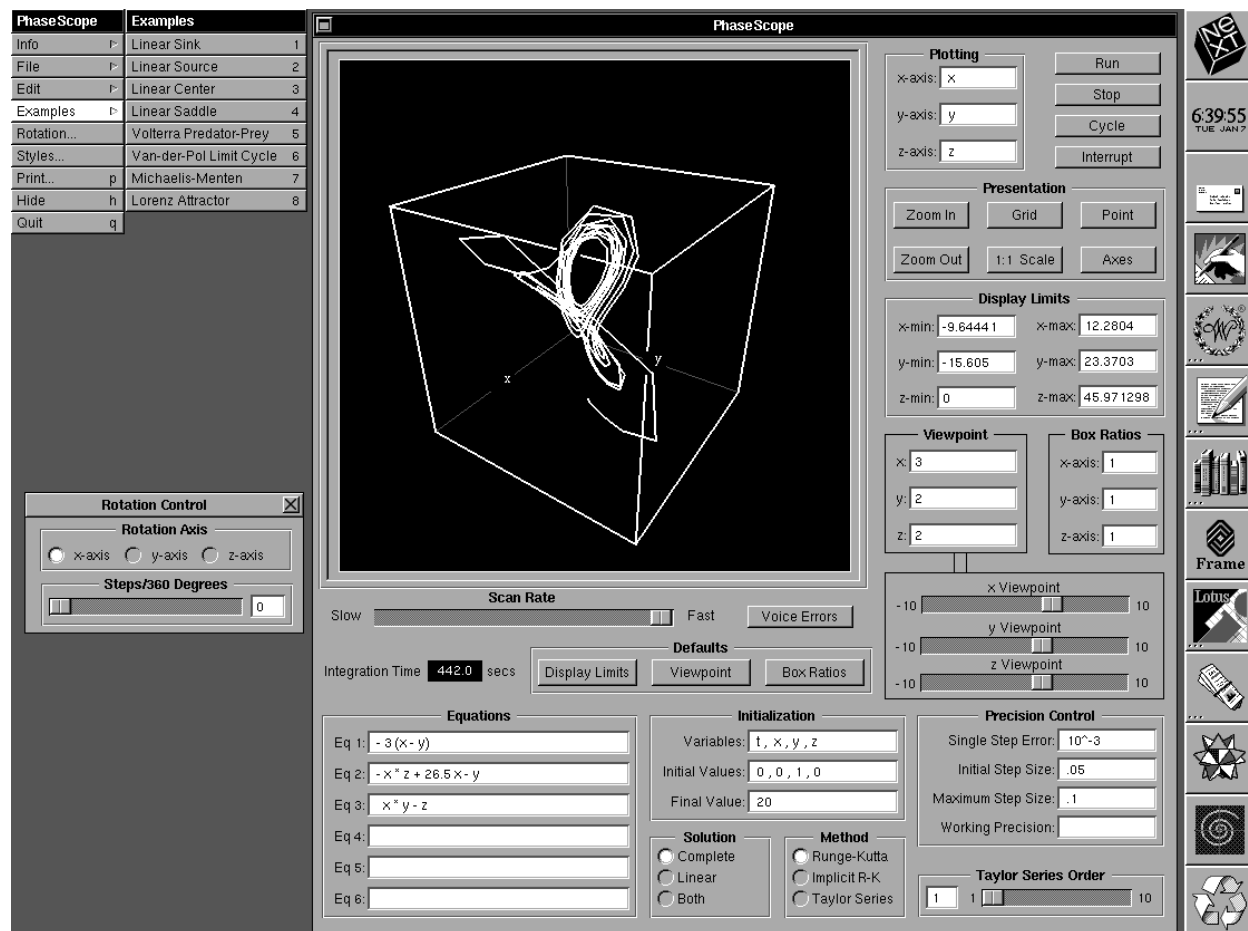 PhaseScope
Info
File
Edit
Examples
Rotation...
Styles...
Print... p
Hide h
Quit q
Examples
Linear Sink 1
Linear Source 2
Linear Center 3
Linear Saddle 4
Volterra Predator-Prey 5
Van-der-Pol Limit Cycle 6
Michaelis-Menten 7
Lorenz Attractor 8
PhaseScope
x
y
Plotting
x-axis: x
y-axis: y
z-axis: z
Run
Stop
Cycle
Interrupt
Presentation
Zoom In Grid Point
Zoom Out 1:1 Scale Axes
Display Limits
x-min: -9.64441 x-max: 12.2804
y-min: -15.605 y-max: 23.3703
z-min: 0 z-max: 45.971298
Viewpoint
x: 3
y: 2
z: 2
Box Ratios
x-axis: 1
y-axis: 1
z-axis: 1
x Viewpoint
-10 10
y Viewpoint
-10 10
z Viewpoint
-10 10
Rotation Control
Rotation Axis
x-axis y-axis z-axis
Steps/360 Degrees
0
Scan Rate
Slow Fast Voice Errors
Integration Time 442.0 secs
Defaults
Display Limits Viewpoint Box Ratios
Equations
Eq 1: - 3 (x - y)
Eq 2: - x * z + 26.5 x - y
Eq 3: x * y - z
Eq 4:
Eq 5:
Eq 6:
Initialization
Variables: t , x , y , z
Initial Values: 0 , 0 , 1 , 0
Final Value: 20
Solution
Complete
Linear
Both
Method
Runge-Kutta
Implicit R-K
Taylor Series
Precision Control
Single Step Error: 10^-3
Initial Step Size: .05
Maximum Step Size: .1
Working Precision:
Taylor Series Order
1 1 10
NeXT
6:39:55
TUE JAN 7
W
Frame
Lotus